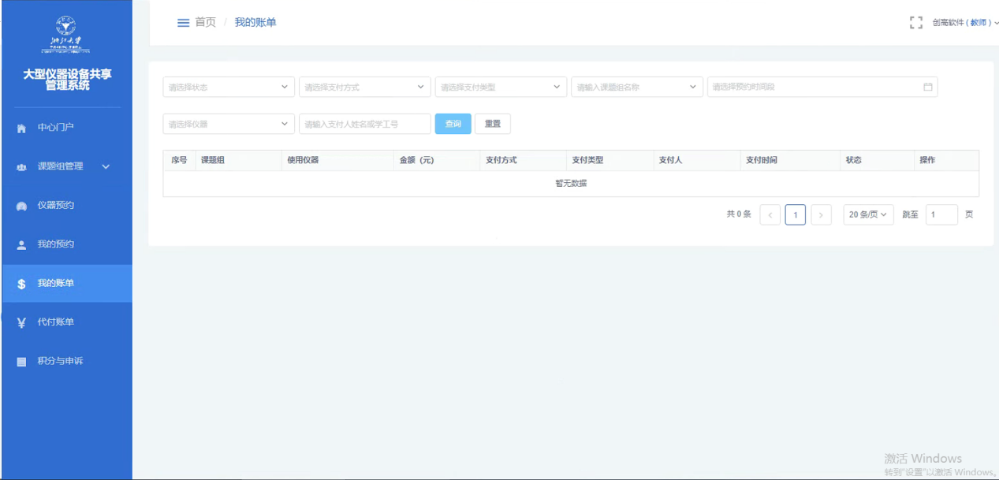 首页 / 我的账单
创高软件 ( 教师 )
浙江大学
大型仪器设备共享
管理系统
中心门户
课题组管理
仪器预约
我的预约
我的账单
代付账单
积分与申诉
请选择状态
请选择支付方式
请选择支付类型
请输入课题组名称
请选择预约时间段
请选择仪器
请输入支付人姓名或学工号
查询
重置
序号 课题组 使用仪器 金额（元） 支付方式 支付类型 支付人 支付时间 状态 操作
暂无数据
共 0 条 1 20 条/页 跳至 1 页
激活 Windows
转到"设置"以激活 Windows。